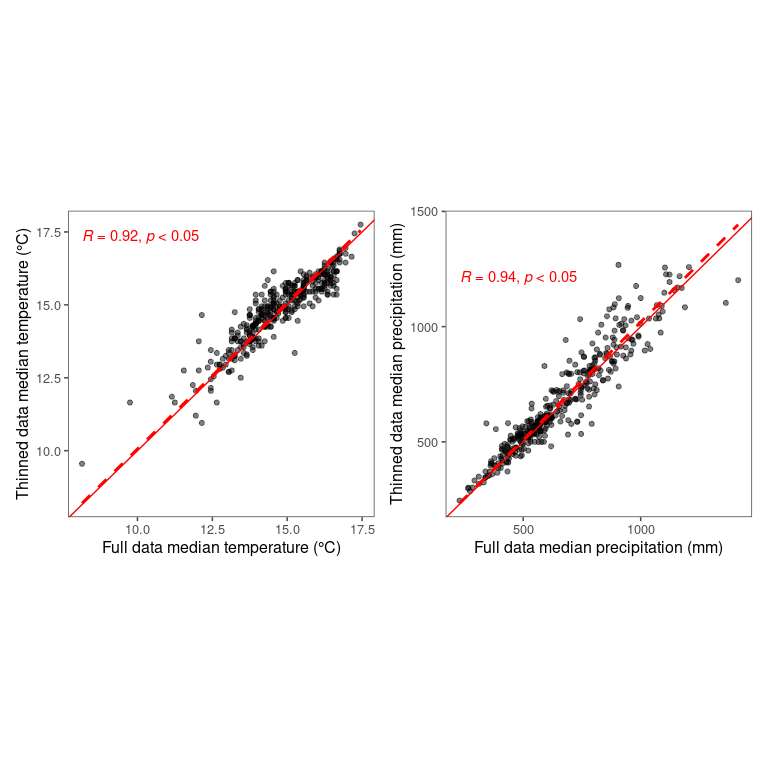 R = 0.92, p < 0.05
17.5
15.0
12.5
10.0
10.0 12.5 15.0 17.5
Full data median temperature (°C)
Thinned data median temperature (°C)
R = 0.94, p < 0.05
1500
1000
500
500 1000
Full data median precipitation (mm)
Thinned data median precipitation (mm)